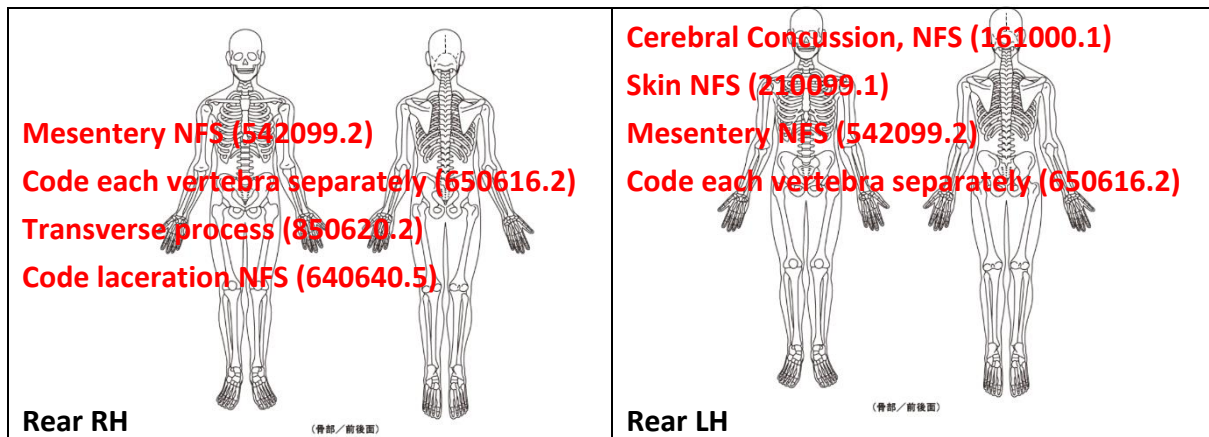 Mesentery NFS (542099.2)
Code each vertebra separately (650616.2)
Transverse process (850620.2)
Code laceration NFS (640640.5)
Rear RH
(骨部/前後面)
Cerebral Concussion, NFS (161000.1)
Skin NFS (210099.1)
Mesentery NFS (542099.2)
Code each vertebra separately (650616.2)
Rear LH
(骨部/前後面)